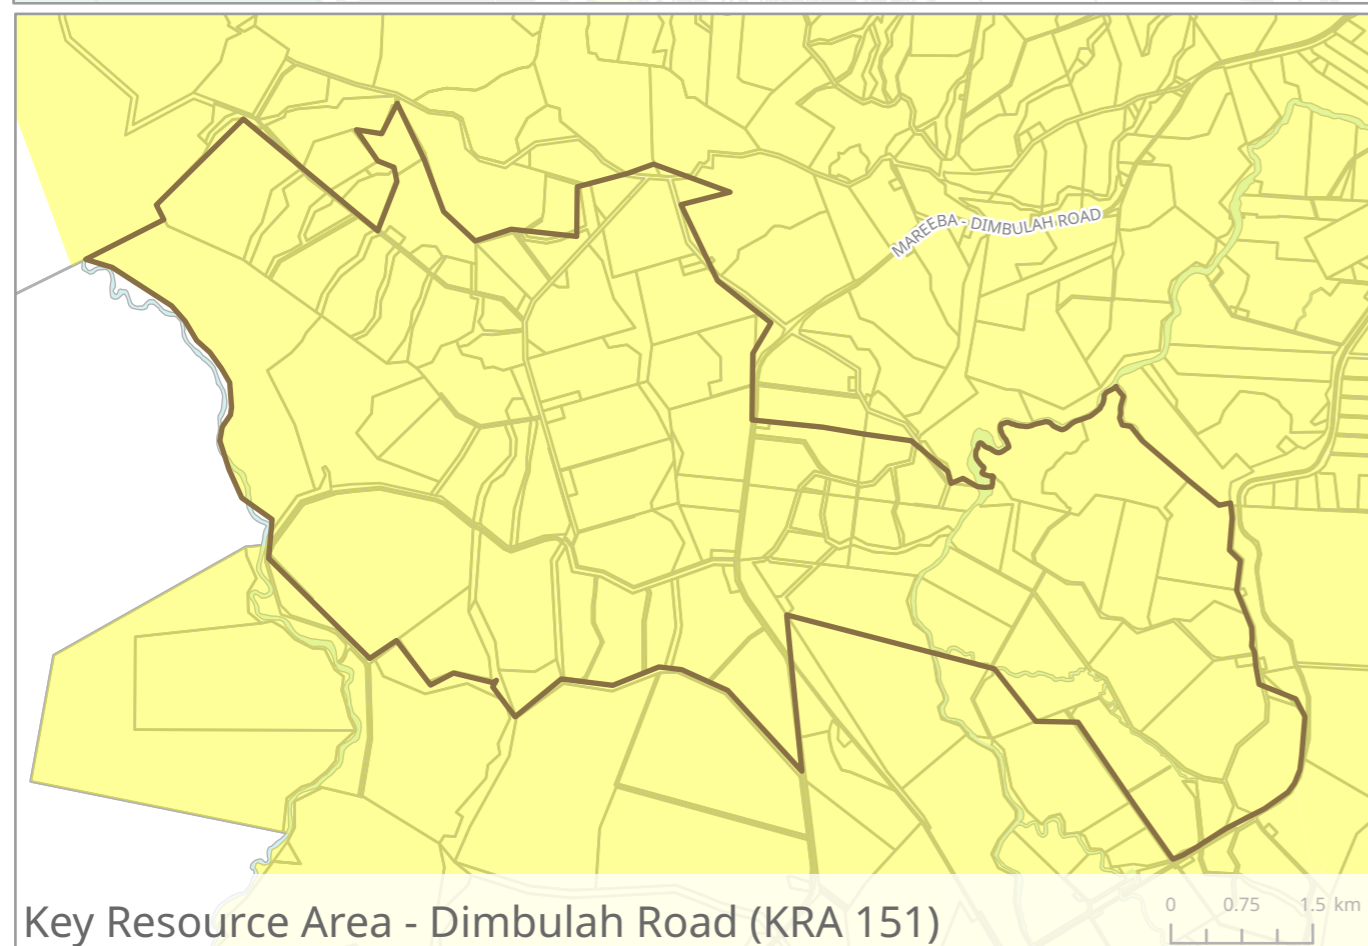 MAREEBA - DIMBULAH ROAD
Key Resource Area - Dimbulah Road (KRA 151)
0 0.75 1.5 km